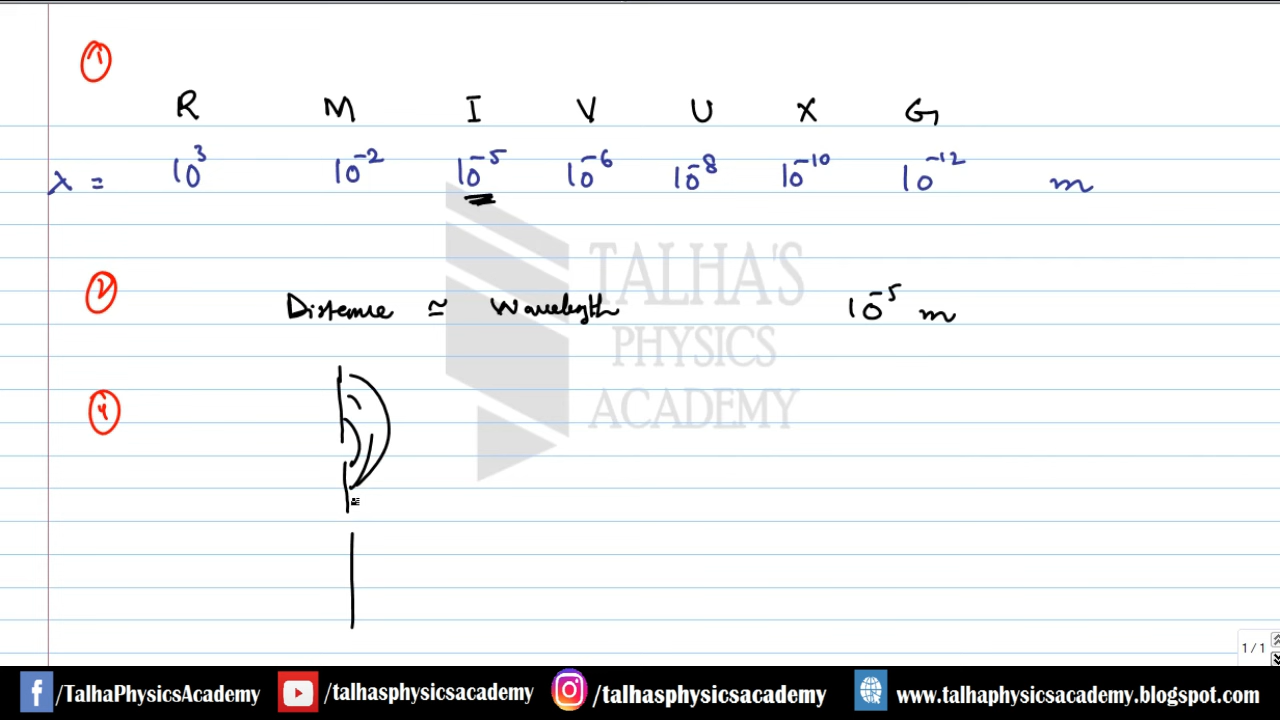 1
R M I V U X G
λ = 10³ 10⁻² 10⁻⁵ 10⁻⁶ 10⁻⁸ 10⁻¹⁰ 10⁻¹² m
TALHA'S
PHYSICS
ACADEMY
2
Distance ≅ Wavelength 10⁻⁵ m
4
1 / 1
/TalhaPhysicsAcademy /talhasphysicsacademy /talhasphysicsacademy www.talhaphysicsacademy.blogspot.com